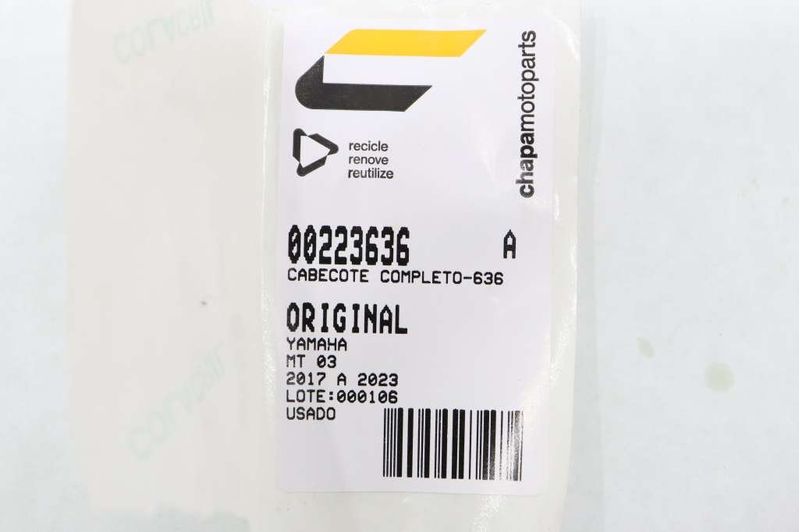 chapamotoparts
recicle
renove
reutilize
00223636 A
CABECOTE COMPLETO-636
ORIGINAL
YAMAHA
MT 03
2017 A 2023
LOTE:000106
USADO